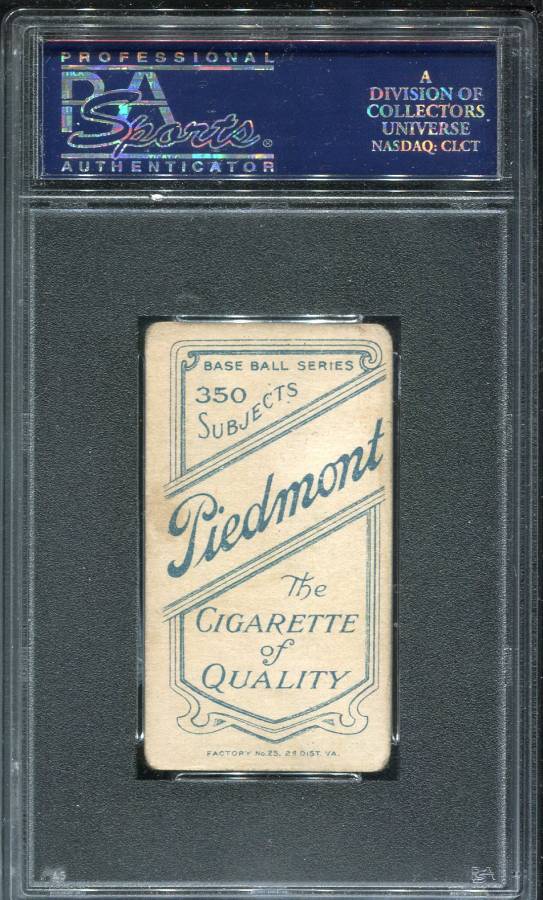 PROFESSIONAL
PSA
Sports®
AUTHENTICATOR
A
DIVISION OF
COLLECTORS
UNIVERSE
NASDAQ: CLCT
BASE BALL SERIES
350
SUBJECTS
Piedmont
The
CIGARETTE
of
QUALITY
FACTORY No. 25, 2d DIST. VA.
PSA